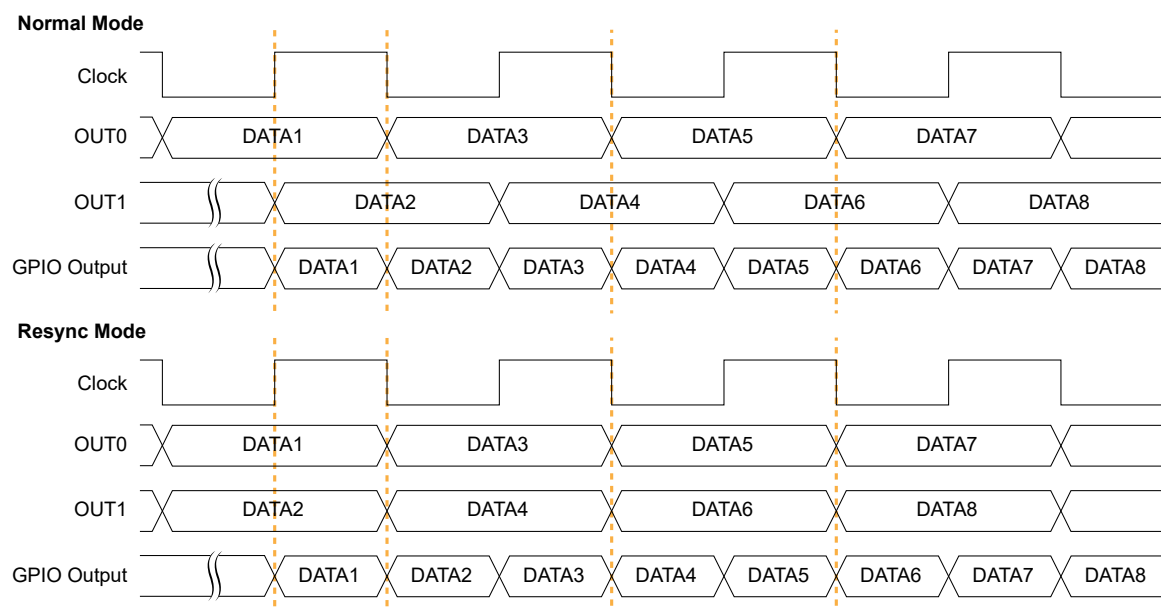 Normal Mode
Clock
OUT0 DATA1 DATA3 DATA5 DATA7
OUT1 DATA2 DATA4 DATA6 DATA8
GPIO Output DATA1 DATA2 DATA3 DATA4 DATA5 DATA6 DATA7 DATA8
Resync Mode
Clock
OUT0 DATA1 DATA3 DATA5 DATA7
OUT1 DATA2 DATA4 DATA6 DATA8
GPIO Output DATA1 DATA2 DATA3 DATA4 DATA5 DATA6 DATA7 DATA8